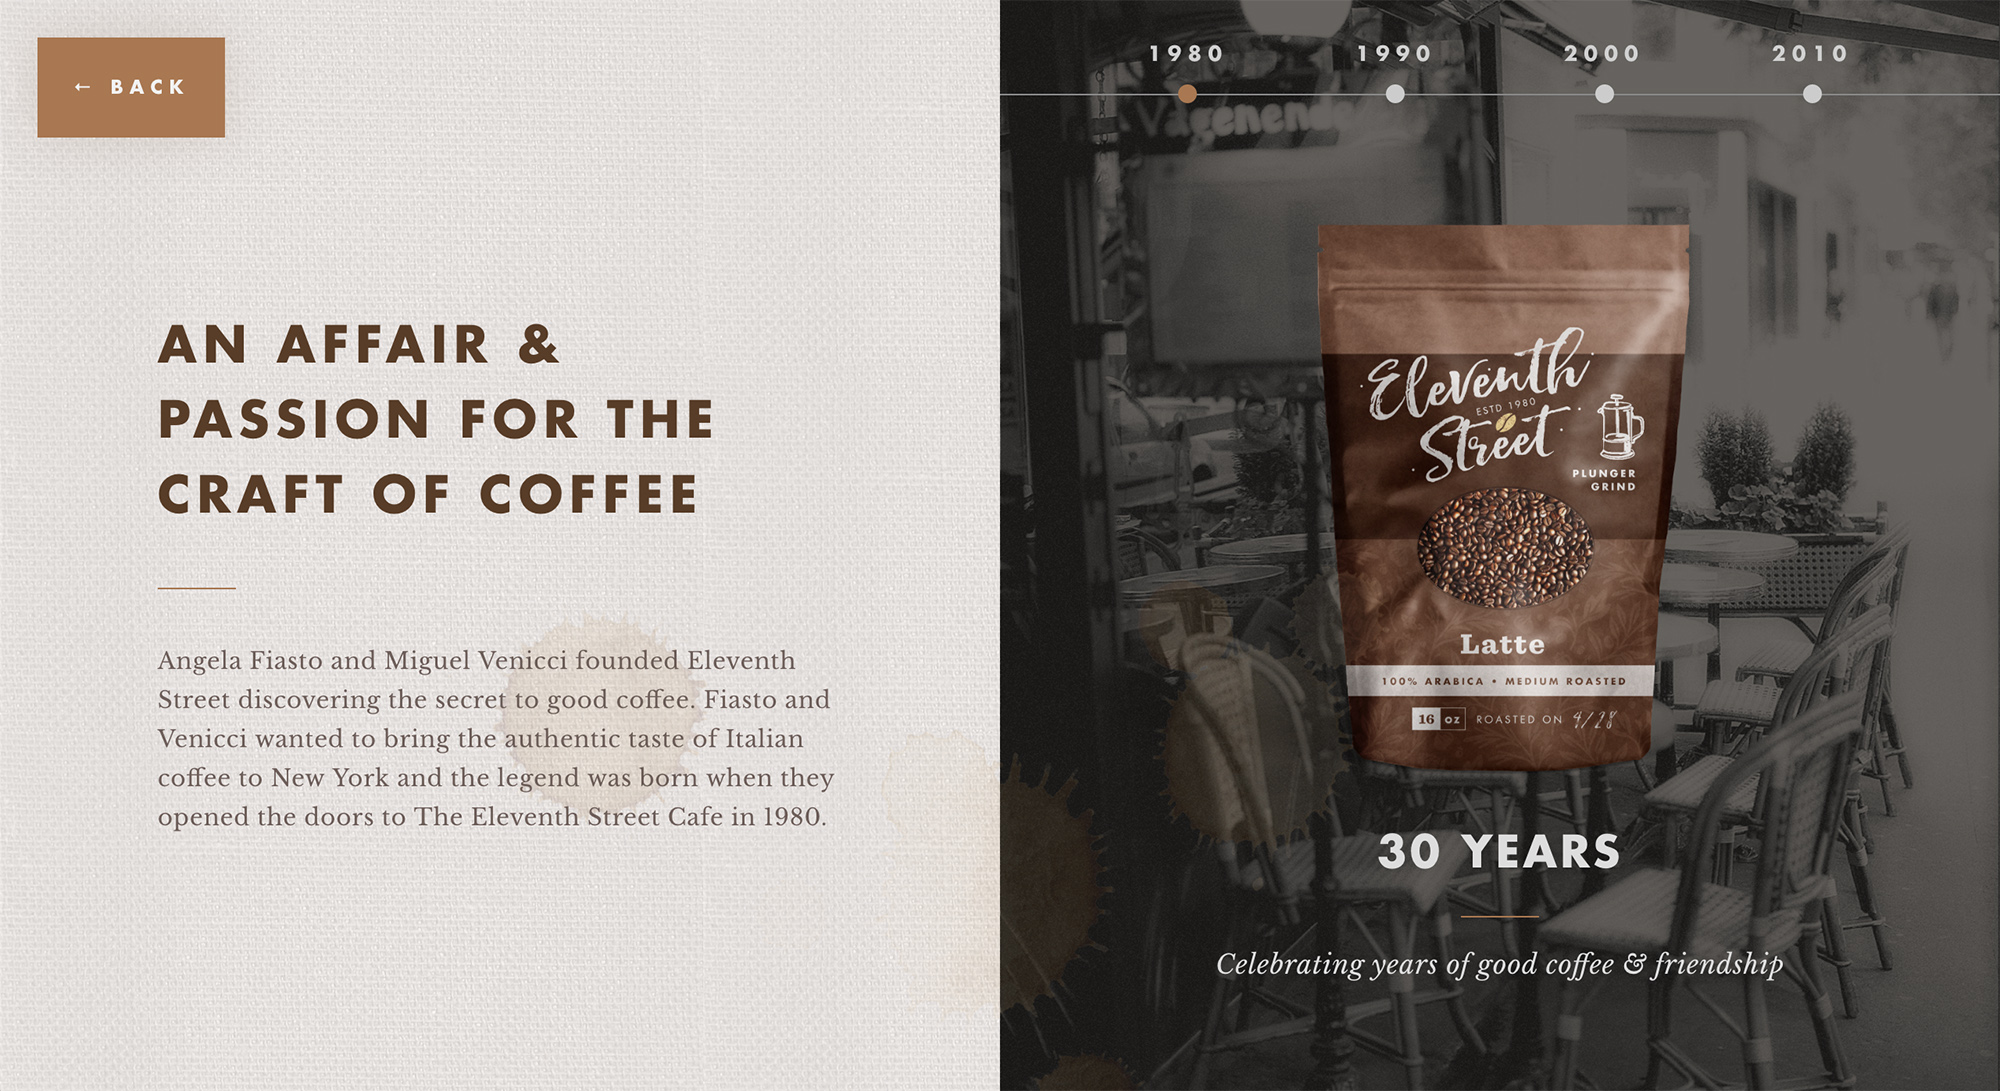 ← BACK
AN AFFAIR &
PASSION FOR THE
CRAFT OF COFFEE
Angela Fiasto and Miguel Venicci founded Eleventh
Street discovering the secret to good coffee. Fiasto and
Venicci wanted to bring the authentic taste of Italian
coffee to New York and the legend was born when they
opened the doors to The Eleventh Street Cafe in 1980.
1980 1990 2000 2010
Vagenende
Eleventh
ESTD 1980
Street
PLUNGER
GRIND
Latte
100% ARABICA • MEDIUM ROASTED
16 oz ROASTED ON 4/28
30 YEARS
Celebrating years of good coffee & friendship